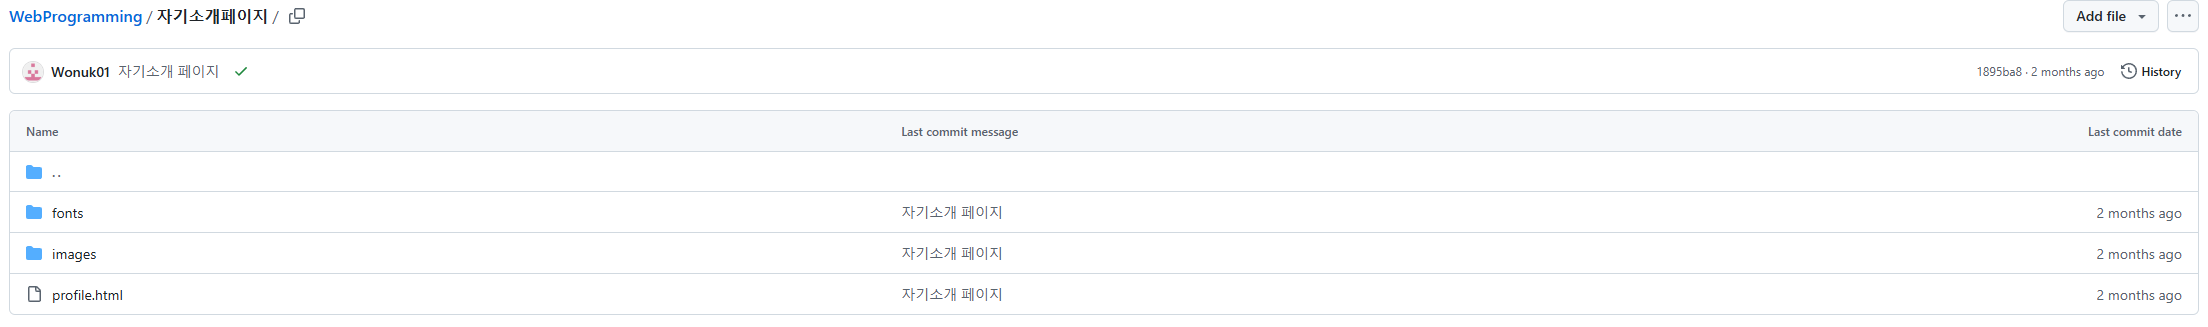 WebProgramming / 자기소개페이지 /
Add file
Wonuk01 자기소개 페이지
1895ba8 · 2 months ago
History
Name Last commit message Last commit date
..
fonts 자기소개 페이지 2 months ago
images 자기소개 페이지 2 months ago
profile.html 자기소개 페이지 2 months ago